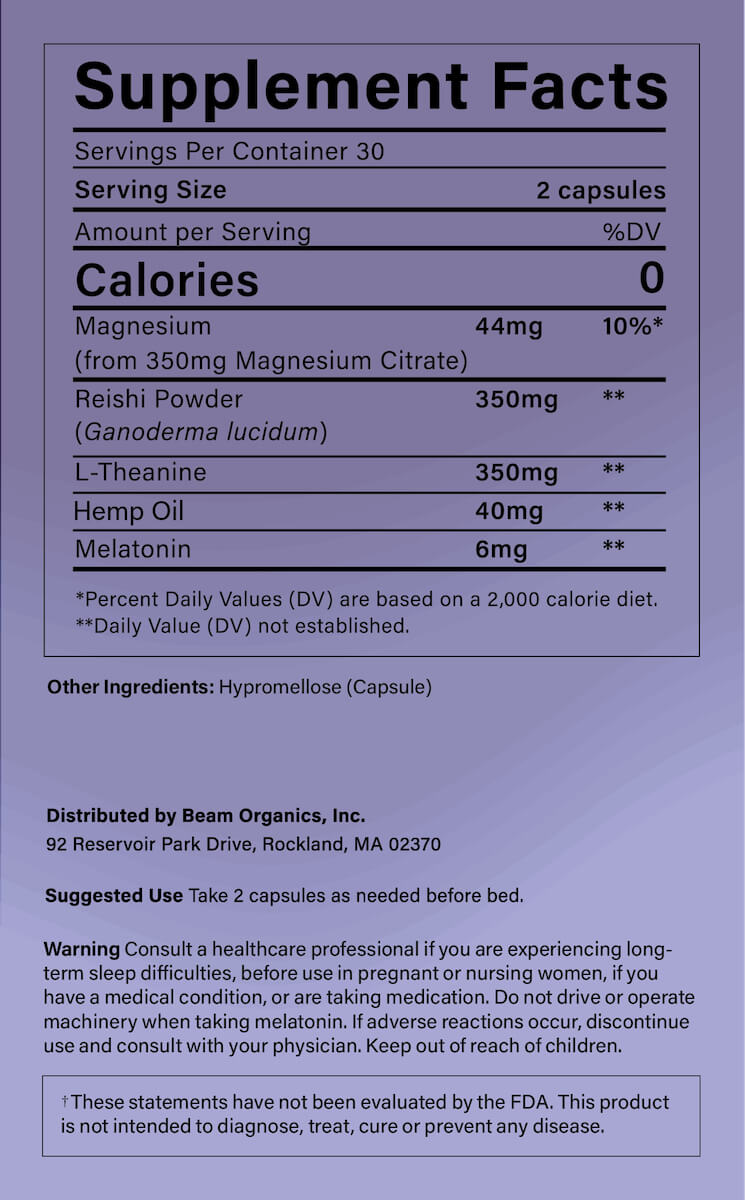 Supplement Facts
Servings Per Container 30
Serving Size 2 capsules
Amount per Serving %DV
Calories 0
Magnesium 44mg 10%*
(from 350mg Magnesium Citrate)
Reishi Powder 350mg **
(Ganoderma lucidum)
L-Theanine 350mg **
Hemp Oil 40mg **
Melatonin 6mg **
*Percent Daily Values (DV) are based on a 2,000 calorie diet.
**Daily Value (DV) not established.
Other Ingredients: Hypromellose (Capsule)
Distributed by Beam Organics, Inc.
92 Reservoir Park Drive, Rockland, MA 02370
Suggested Use Take 2 capsules as needed before bed.
Warning Consult a healthcare professional if you are experiencing long-
term sleep difficulties, before use in pregnant or nursing women, if you
have a medical condition, or are taking medication. Do not drive or operate
machinery when taking melatonin. If adverse reactions occur, discontinue
use and consult with your physician. Keep out of reach of children.
†These statements have not been evaluated by the FDA. This product
is not intended to diagnose, treat, cure or prevent any disease.